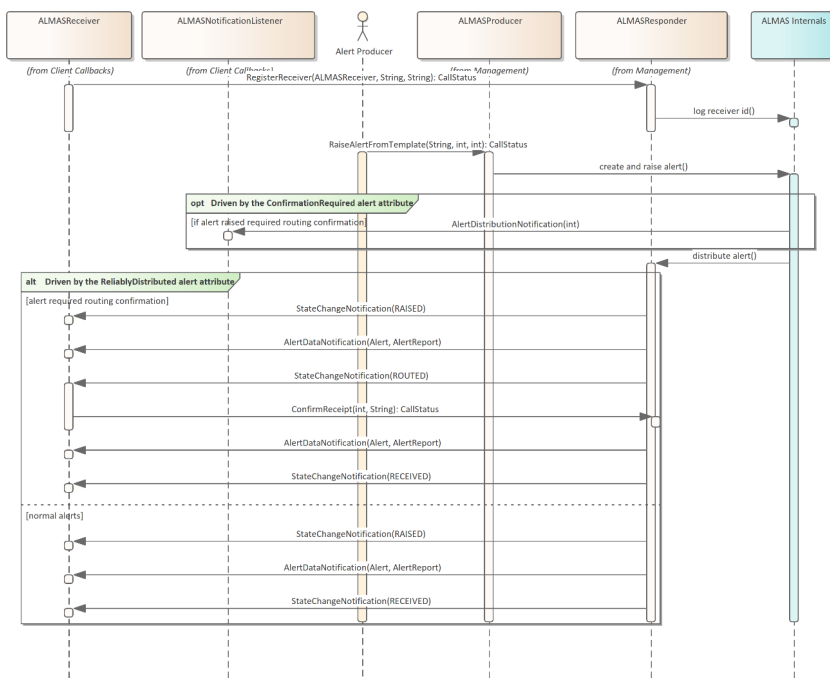 ALMASReceiver
ALMASNotificationListener
ALMASProducer
ALMASResponder
ALMAS Internals
Alert Producer
(from Client Callbacks)
(from Client Callbacks)
(from Management)
(from Management)
RegisterReceiver(ALMASReceiver, String, String): CallStatus
log receiver id()
RaiseAlertFromTemplate(String, int, int): CallStatus
create and raise alert()
opt Driven by the ConfirmationRequired alert attribute
[if alert raised required routing confirmation]
AlertDistributionNotification(int)
distribute alert()
alt Driven by the ReliablyDistributed alert attribute
[alert required routing confirmation]
StateChangeNotification(RAISED)
AlertDataNotification(Alert, AlertReport)
StateChangeNotification(ROUTED)
ConfirmReceipt(int, String): CallStatus
AlertDataNotification(Alert, AlertReport)
StateChangeNotification(RECEIVED)
[normal alerts]
StateChangeNotification(RAISED)
AlertDataNotification(Alert, AlertReport)
StateChangeNotification(RECEIVED)